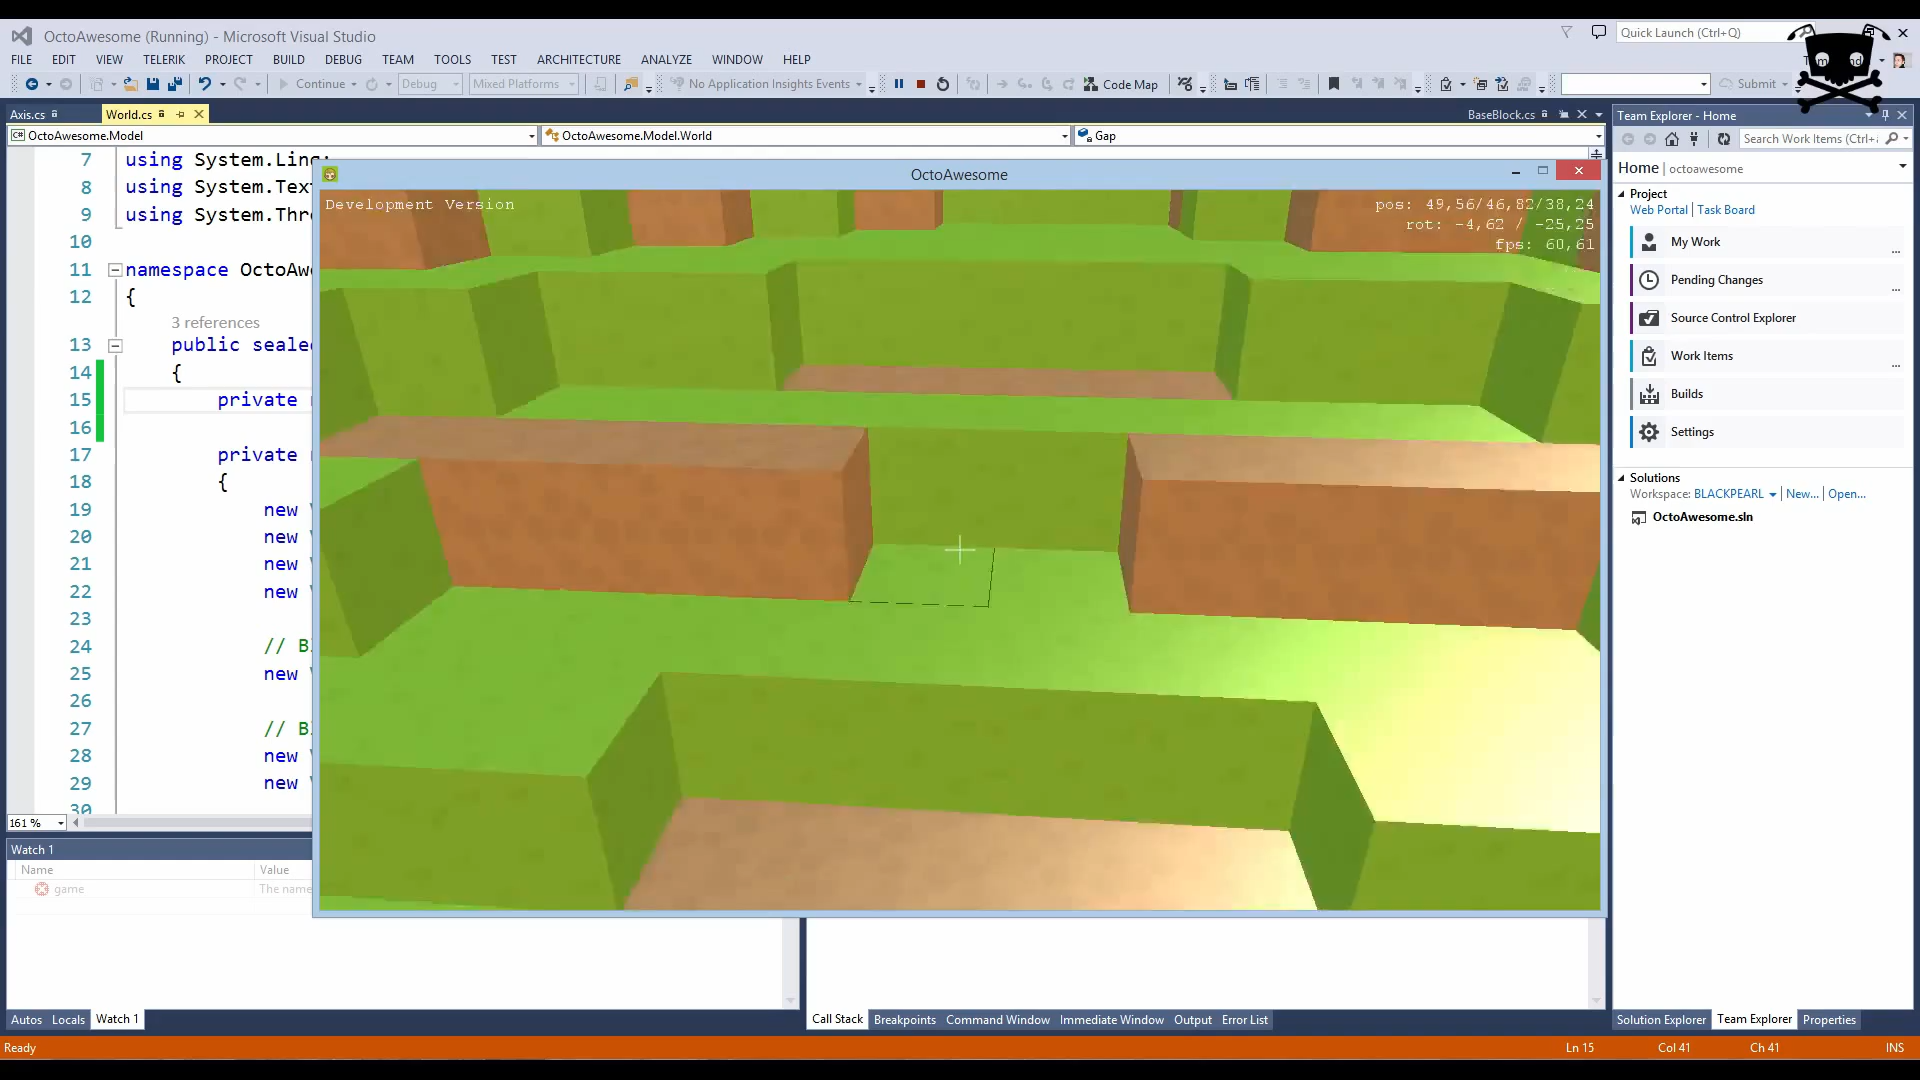 OctoAwesome (Running) - Microsoft Visual Studio
Quick Launch (Ctrl+Q)
FILE EDIT VIEW TELERIK PROJECT BUILD DEBUG TEAM TOOLS TEST ARCHITECTURE ANALYZE WINDOW HELP
Continue Debug Mixed Platforms No Application Insights Events Code Map Submit
Axis.cs World.cs BaseBlock.cs
OctoAwesome.Model OctoAwesome.Model.World Gap
7 using System.Linq;
8 using System.Tex
9 using System.Thr
10
11 namespace OctoAw
12 {
3 references
13 public seale
14 {
15 private
16
17 private
18 {
19 new
20 new
21 new
22 new
23
24 // B
25 new
26
27 // B
28 new
29 new
30
161 %
OctoAwesome
Development Version
pos: 49,56/46,82/38,24
rot: -4,62 / -25,25
fps: 60,61
Watch 1
Name Value
game The name
Autos Locals Watch 1
Call Stack Breakpoints Command Window Immediate Window Output Error List
Team Explorer - Home
Search Work Items (Ctrl+
Home | octoawesome
Project
Web Portal | Task Board
My Work
...
Pending Changes
...
Source Control Explorer
Work Items
...
Builds
Settings
Solutions
Workspace: BLACKPEARL | New... | Open...
OctoAwesome.sln
Solution Explorer Team Explorer Properties
Ready Ln 15 Col 41 Ch 41 INS